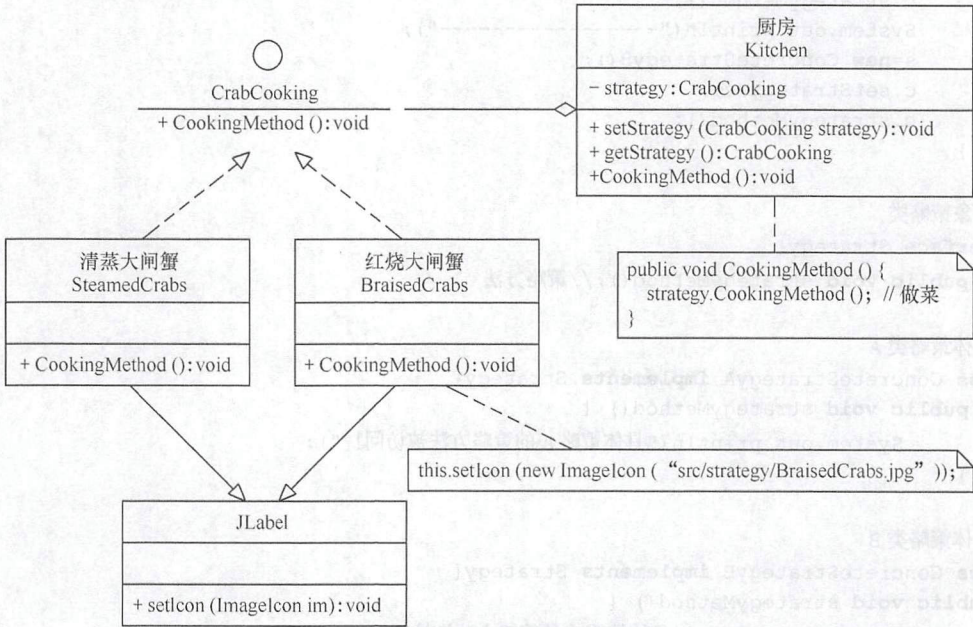 CrabCooking
+ CookingMethod ():void
厨房
Kitchen
− strategy:CrabCooking
+ setStrategy (CrabCooking strategy):void
+ getStrategy ():CrabCooking
+CookingMethod ():void
清蒸大闸蟹
SteamedCrabs
+ CookingMethod ():void
红烧大闸蟹
BraisedCrabs
+ CookingMethod ():void
public void CookingMethod () {
strategy.CookingMethod (); // 做菜
}
this.setIcon (new ImageIcon ( “src/strategy/BraisedCrabs.jpg” ));
JLabel
+ setIcon (ImageIcon im):void